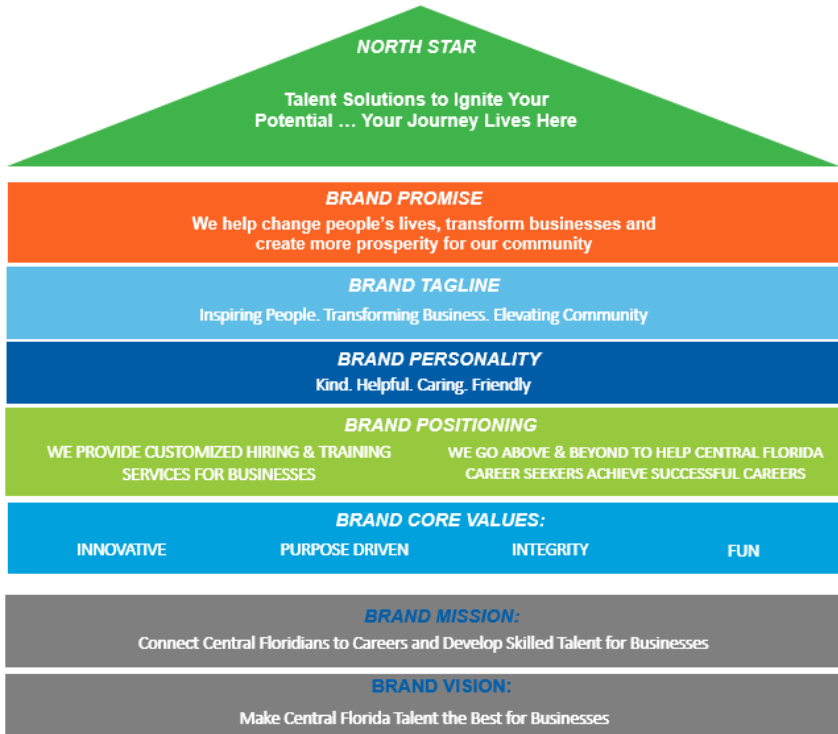 NORTH STAR
Talent Solutions to Ignite Your
Potential ... Your Journey Lives Here
BRAND PROMISE
We help change people's lives, transform businesses and
create more prosperity for our community
BRAND TAGLINE
Inspiring People. Transforming Business. Elevating Community
BRAND PERSONALITY
Kind. Helpful. Caring. Friendly
BRAND POSITIONING
WE PROVIDE CUSTOMIZED HIRING & TRAINING
SERVICES FOR BUSINESSES
WE GO ABOVE & BEYOND TO HELP CENTRAL FLORIDA
CAREER SEEKERS ACHIEVE SUCCESSFUL CAREERS
BRAND CORE VALUES:
INNOVATIVE PURPOSE DRIVEN INTEGRITY FUN
BRAND MISSION:
Connect Central Floridians to Careers and Develop Skilled Talent for Businesses
BRAND VISION:
Make Central Florida Talent the Best for Businesses